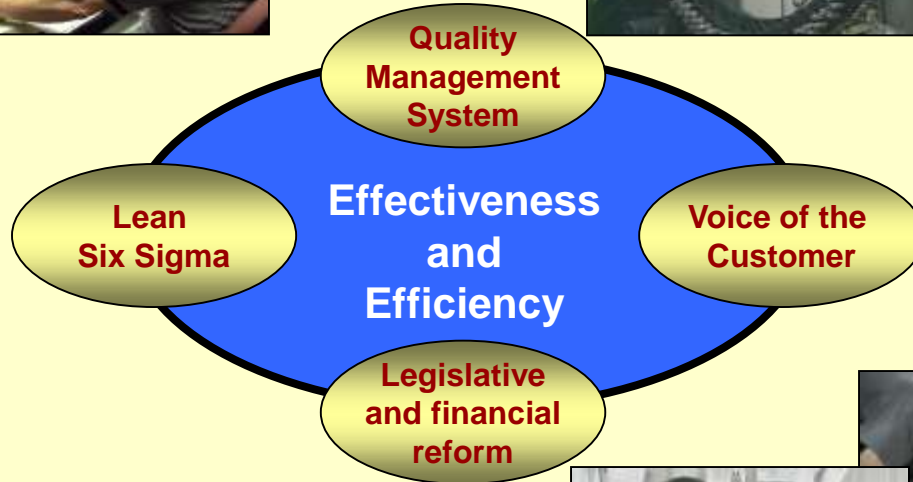 Quality
Management
System
Lean
Six Sigma
Effectiveness
and
Efficiency
Voice of the
Customer
Legislative
and financial
reform